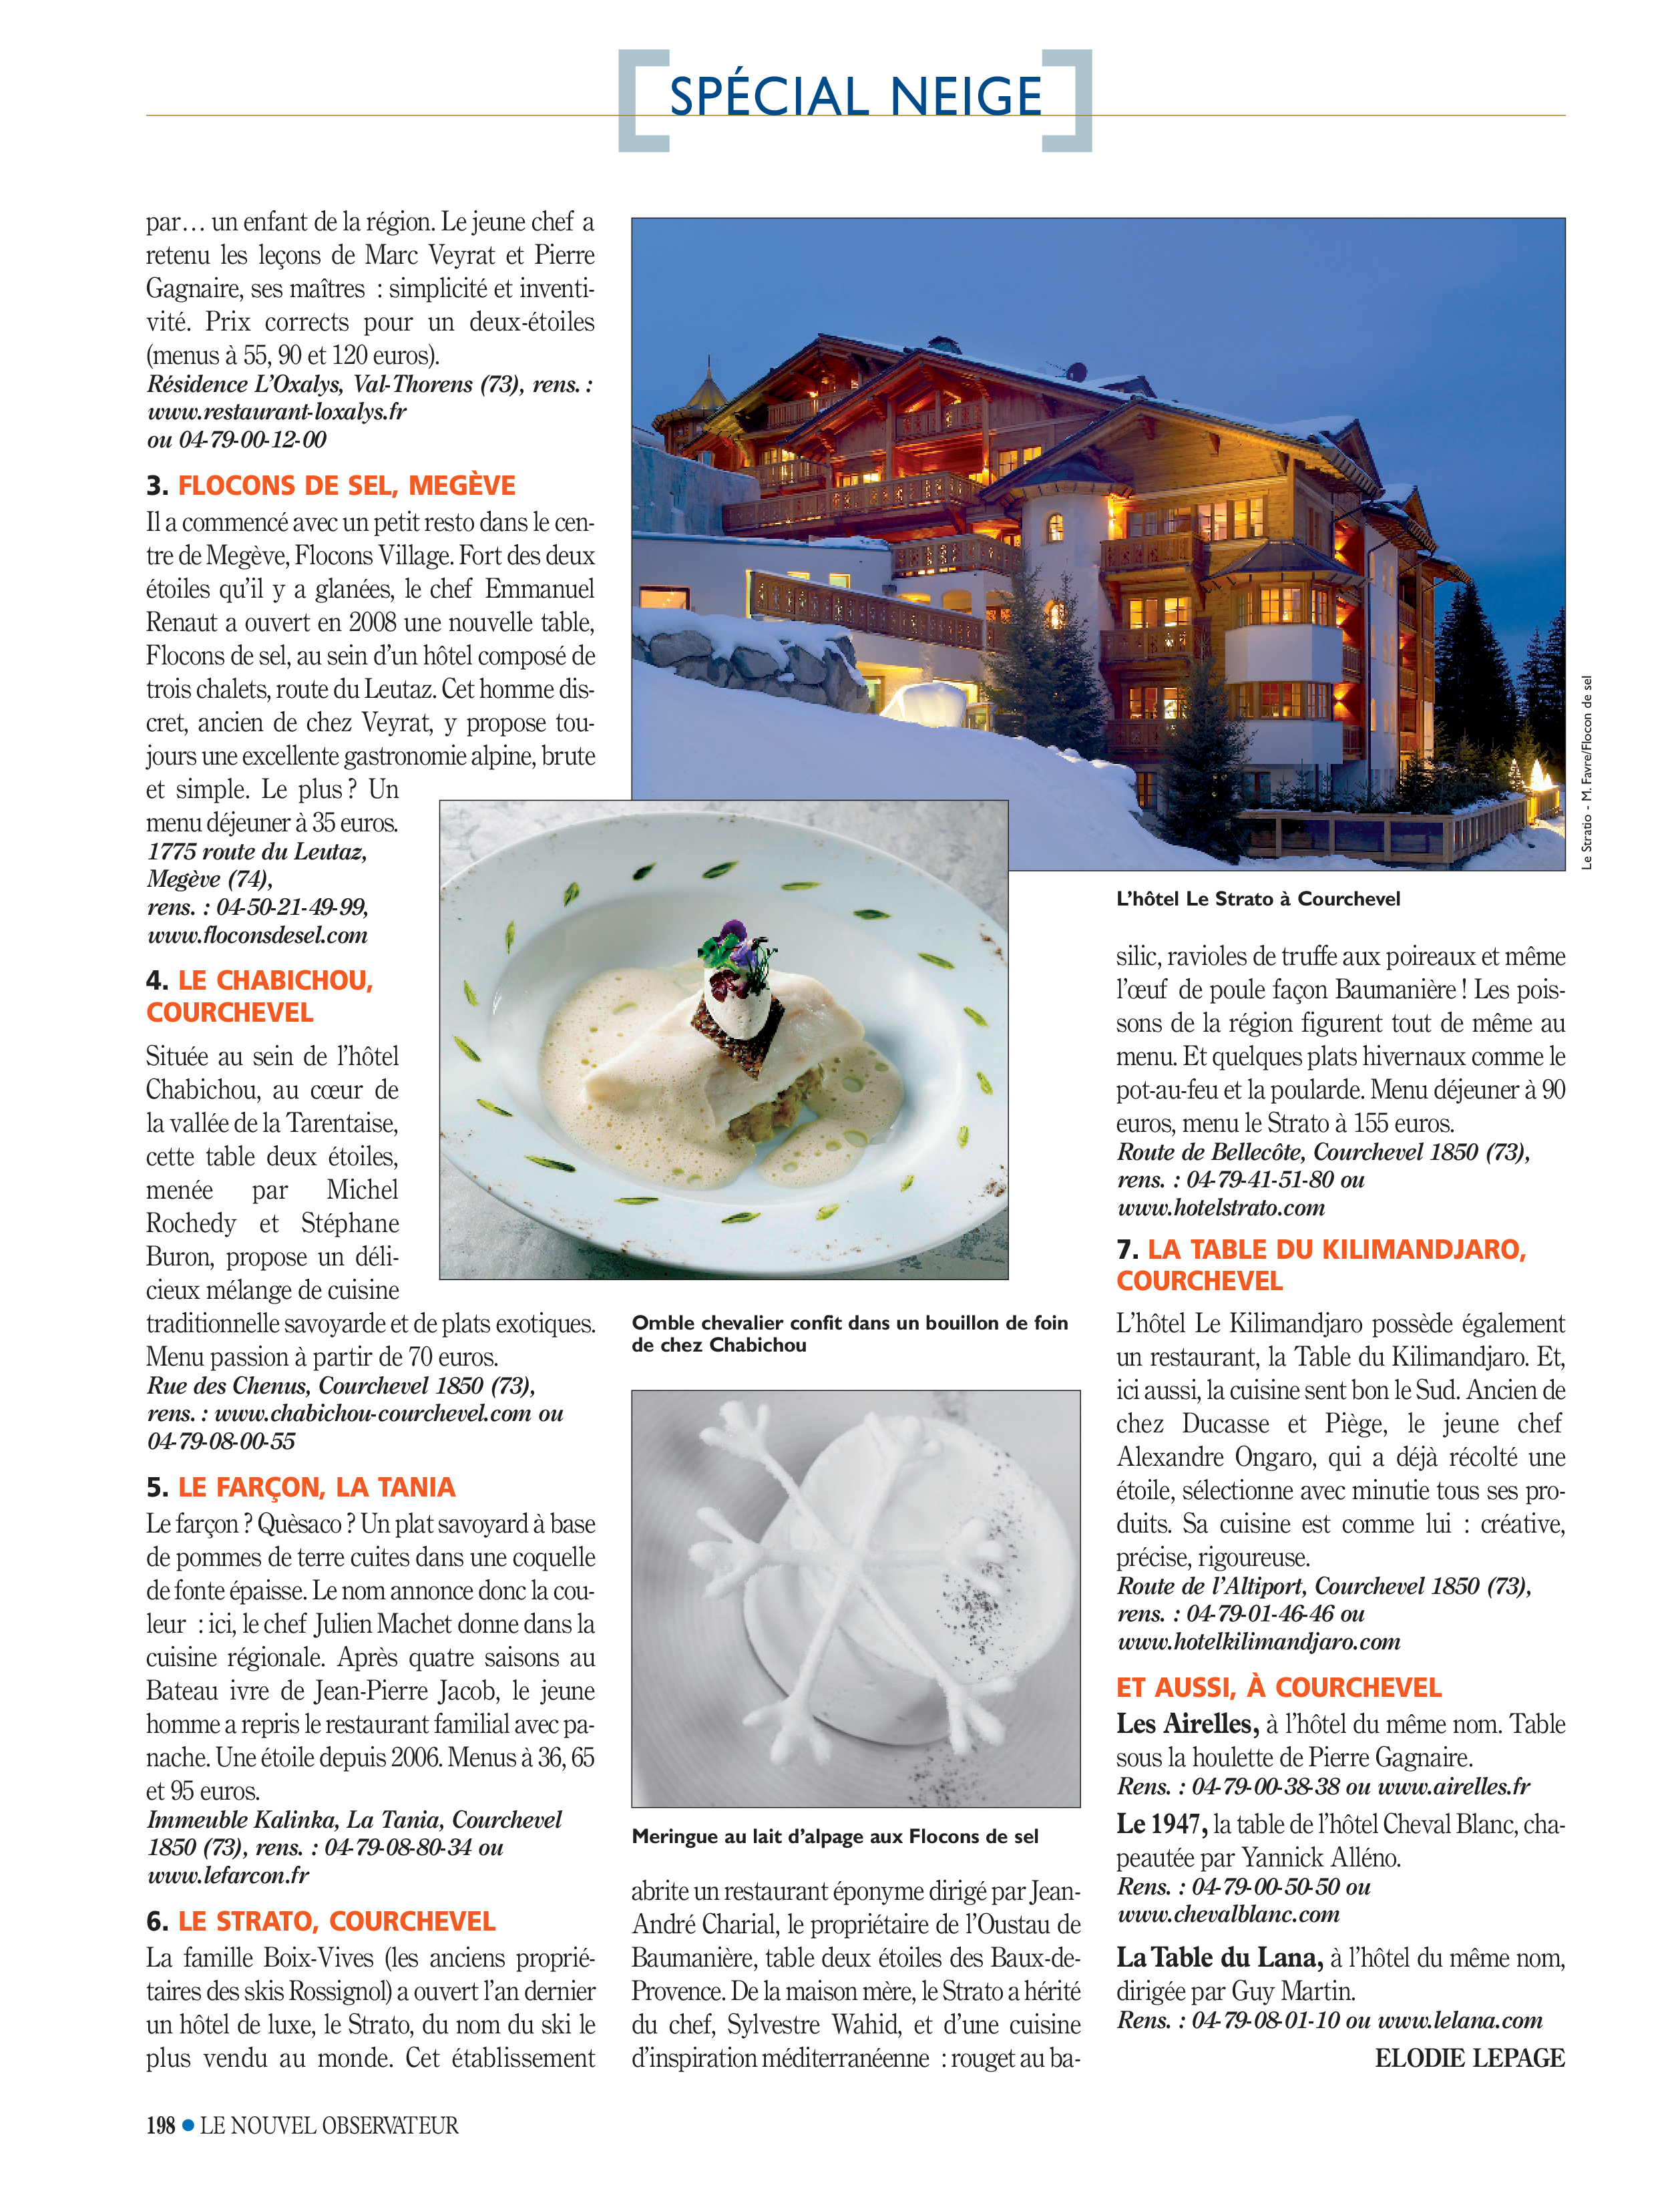 SPÉCIAL NEIGE
par… un enfant de la région. Le jeune chef a
retenu les leçons de Marc Veyrat et Pierre
Gagnaire, ses maîtres : simplicité et inventi-
vité. Prix corrects pour un deux-étoiles
(menus à 55, 90 et 120 euros).
Résidence L’Oxalys, Val-Thorens (73), rens. :
www.restaurant-loxalys.fr
ou 04-79-00-12-00
3. FLOCONS DE SEL, MEGÈVE
Il a commencé avec un petit resto dans le cen-
tre de Megève, Flocons Village. Fort des deux
étoiles qu’il y a glanées, le chef Emmanuel
Renaut a ouvert en 2008 une nouvelle table,
Flocons de sel, au sein d’un hôtel composé de
trois chalets, route du Leutaz. Cet homme dis-
cret, ancien de chez Veyrat, y propose tou-
jours une excellente gastronomie alpine, brute
et simple. Le plus ? Un
menu déjeuner à 35 euros.
1775 route du Leutaz,
Megève (74),
rens. : 04-50-21-49-99,
www.floconsdesel.com
4. LE CHABICHOU,
COURCHEVEL
Située au sein de l’hôtel
Chabichou, au cœur de
la vallée de la Tarentaise,
cette table deux étoiles,
menée par Michel
Rochedy et Stéphane
Buron, propose un déli-
cieux mélange de cuisine
traditionnelle savoyarde et de plats exotiques.
Menu passion à partir de 70 euros.
Rue des Chenus, Courchevel 1850 (73),
rens. : www.chabichou-courchevel.com ou
04-79-08-00-55
5. LE FARÇON, LA TANIA
Le farçon ? Quèsaco ? Un plat savoyard à base
de pommes de terre cuites dans une coquelle
de fonte épaisse. Le nom annonce donc la cou-
leur : ici, le chef Julien Machet donne dans la
cuisine régionale. Après quatre saisons au
Bateau ivre de Jean-Pierre Jacob, le jeune
homme a repris le restaurant familial avec pa-
nache. Une étoile depuis 2006. Menus à 36, 65
et 95 euros.
Immeuble Kalinka, La Tania, Courchevel
1850 (73), rens. : 04-79-08-80-34 ou
www.lefarcon.fr
6. LE STRATO, COURCHEVEL
La famille Boix-Vives (les anciens proprié-
taires des skis Rossignol) a ouvert l’an dernier
un hôtel de luxe, le Strato, du nom du ski le
plus vendu au monde. Cet établissement
Le Stratio - M. Favre/Flocon de sel
L’hôtel Le Strato à Courchevel
Omble chevalier confit dans un bouillon de foin
de chez Chabichou
Meringue au lait d’alpage aux Flocons de sel
abrite un restaurant éponyme dirigé par Jean-
André Charial, le propriétaire de l’Oustau de
Baumanière, table deux étoiles des Baux-de-
Provence. De la maison mère, le Strato a hérité
du chef, Sylvestre Wahid, et d’une cuisine
d’inspiration méditerranéenne : rouget au ba-
silic, ravioles de truffe aux poireaux et même
l’œuf de poule façon Baumanière ! Les pois-
sons de la région figurent tout de même au
menu. Et quelques plats hivernaux comme le
pot-au-feu et la poularde. Menu déjeuner à 90
euros, menu le Strato à 155 euros.
Route de Bellecôte, Courchevel 1850 (73),
rens. : 04-79-41-51-80 ou
www.hotelstrato.com
7. LA TABLE DU KILIMANDJARO,
COURCHEVEL
L’hôtel Le Kilimandjaro possède également
un restaurant, la Table du Kilimandjaro. Et,
ici aussi, la cuisine sent bon le Sud. Ancien de
chez Ducasse et Piège, le jeune chef
Alexandre Ongaro, qui a déjà récolté une
étoile, sélectionne avec minutie tous ses pro-
duits. Sa cuisine est comme lui : créative,
précise, rigoureuse.
Route de l’Altiport, Courchevel 1850 (73),
rens. : 04-79-01-46-46 ou
www.hotelkilimandjaro.com
ET AUSSI, À COURCHEVEL
Les Airelles, à l’hôtel du même nom. Table
sous la houlette de Pierre Gagnaire.
Rens. : 04-79-00-38-38 ou www.airelles.fr
Le 1947, la table de l’hôtel Cheval Blanc, cha-
peautée par Yannick Alléno.
Rens. : 04-79-00-50-50 ou
www.chevalblanc.com
La Table du Lana, à l’hôtel du même nom,
dirigée par Guy Martin.
Rens. : 04-79-08-01-10 ou www.lelana.com
ELODIE LEPAGE
198 • LE NOUVEL OBSERVATEUR